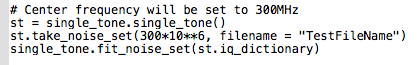 # Center frequency will be set to 300MHz
st = single_tone.single_tone()
st.take_noise_set(300*10**6, filename = "TestFileName")
single_tone.fit_noise_set(st.iq_dictionary)